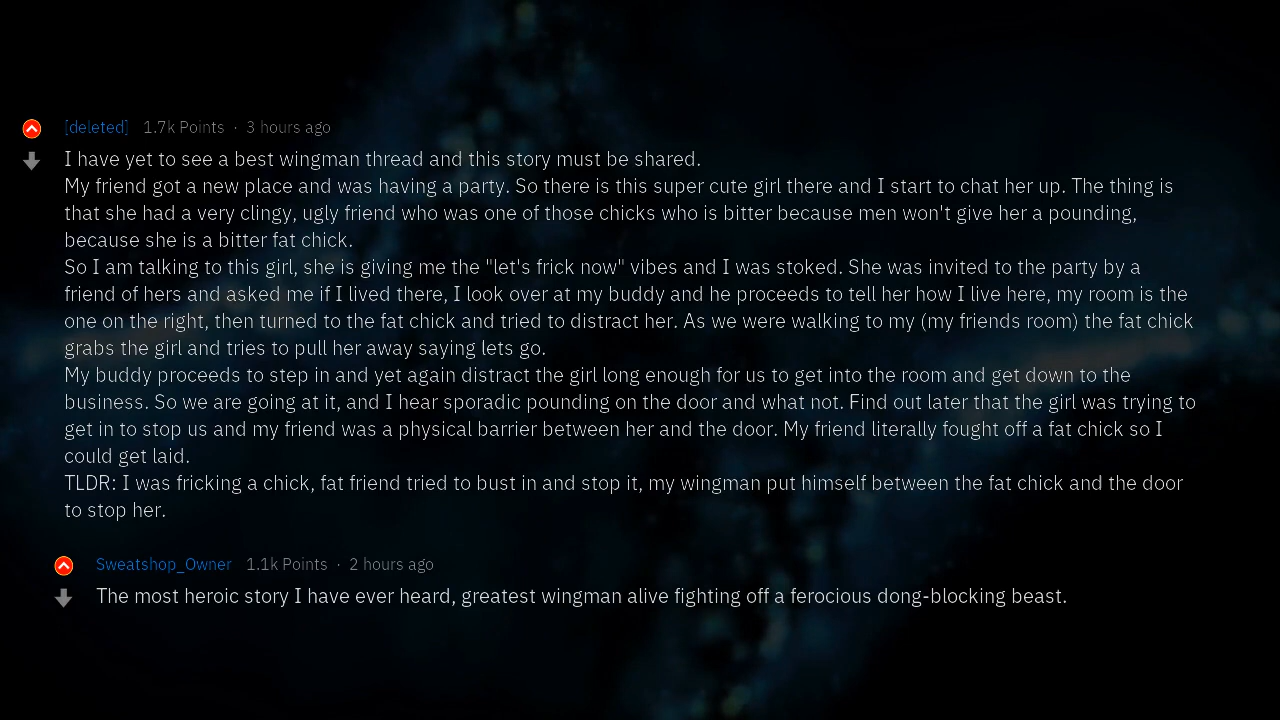 [deleted] 1.7k Points · 3 hours ago
I have yet to see a best wingman thread and this story must be shared.
My friend got a new place and was having a party. So there is this super cute girl there and I start to chat her up. The thing is
that she had a very clingy, ugly friend who was one of those chicks who is bitter because men won't give her a pounding,
because she is a bitter fat chick.
So I am talking to this girl, she is giving me the "let's frick now" vibes and I was stoked. She was invited to the party by a
friend of hers and asked me if I lived there, I look over at my buddy and he proceeds to tell her how I live here, my room is the
one on the right, then turned to the fat chick and tried to distract her. As we were walking to my (my friends room) the fat chick
grabs the girl and tries to pull her away saying lets go.
My buddy proceeds to step in and yet again distract the girl long enough for us to get into the room and get down to the
business. So we are going at it, and I hear sporadic pounding on the door and what not. Find out later that the girl was trying to
get in to stop us and my friend was a physical barrier between her and the door. My friend literally fought off a fat chick so I
could get laid.
TLDR: I was fricking a chick, fat friend tried to bust in and stop it, my wingman put himself between the fat chick and the door
to stop her.
Sweatshop_Owner 1.1k Points · 2 hours ago
The most heroic story I have ever heard, greatest wingman alive fighting off a ferocious dong-blocking beast.